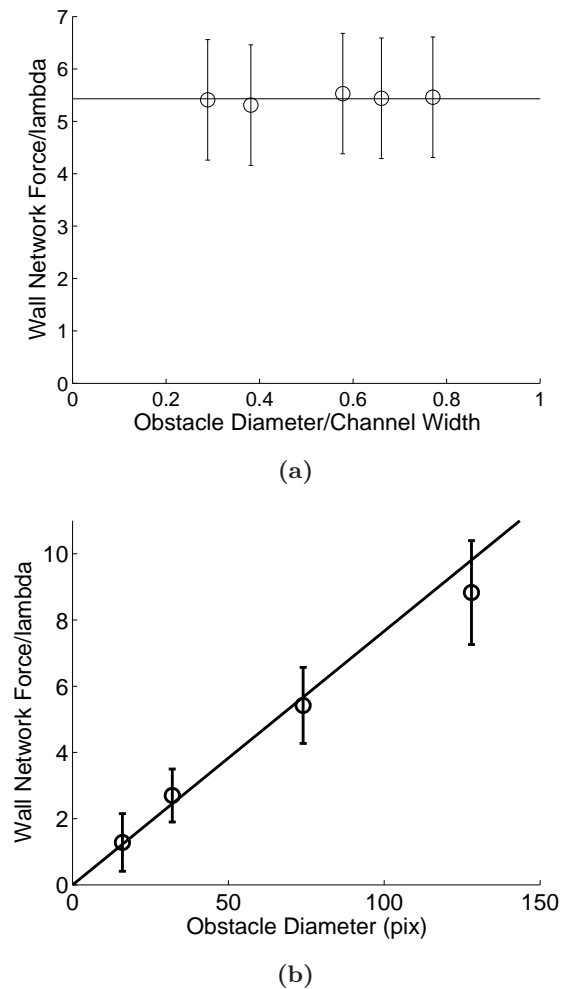 7
6
5
4
3
2
1
0
Wall Network Force/lambda
0 0.2 0.4 0.6 0.8 1
Obstacle Diameter/Channel Width
(a)
10
8
6
4
2
0
Wall Network Force/lambda
0 50 100 150
Obstacle Diameter (pix)
(b)